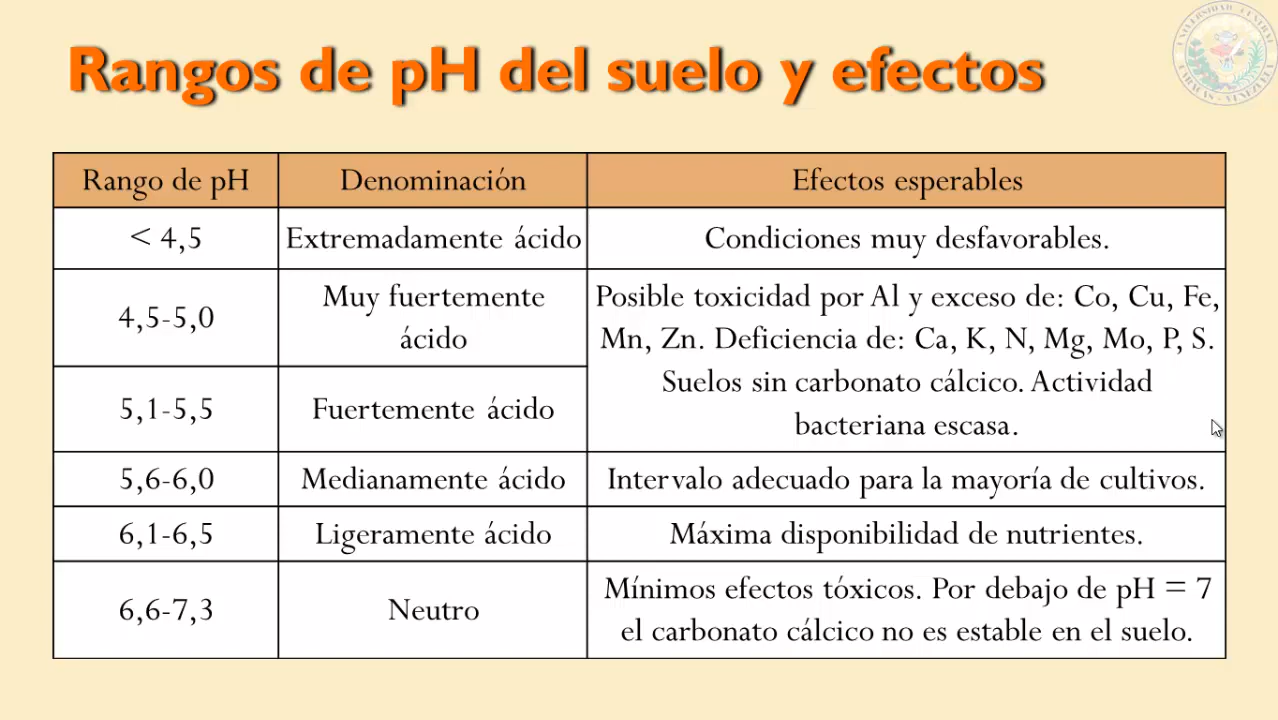 Rangos de pH del suelo y efectos
UNIVERSIDAD CENTRAL
CARACAS - VENEZUELA
Rango de pH Denominación Efectos esperables
< 4,5 Extremadamente ácido Condiciones muy desfavorables.
4,5-5,0 Muy fuertemente
ácido
5,1-5,5 Fuertemente ácido
Posible toxicidad por Al y exceso de: Co, Cu, Fe,
Mn, Zn. Deficiencia de: Ca, K, N, Mg, Mo, P, S.
Suelos sin carbonato cálcico. Actividad
bacteriana escasa.
5,6-6,0 Medianamente ácido Intervalo adecuado para la mayoría de cultivos.
6,1-6,5 Ligeramente ácido Máxima disponibilidad de nutrientes.
6,6-7,3 Neutro Mínimos efectos tóxicos. Por debajo de pH = 7
el carbonato cálcico no es estable en el suelo.